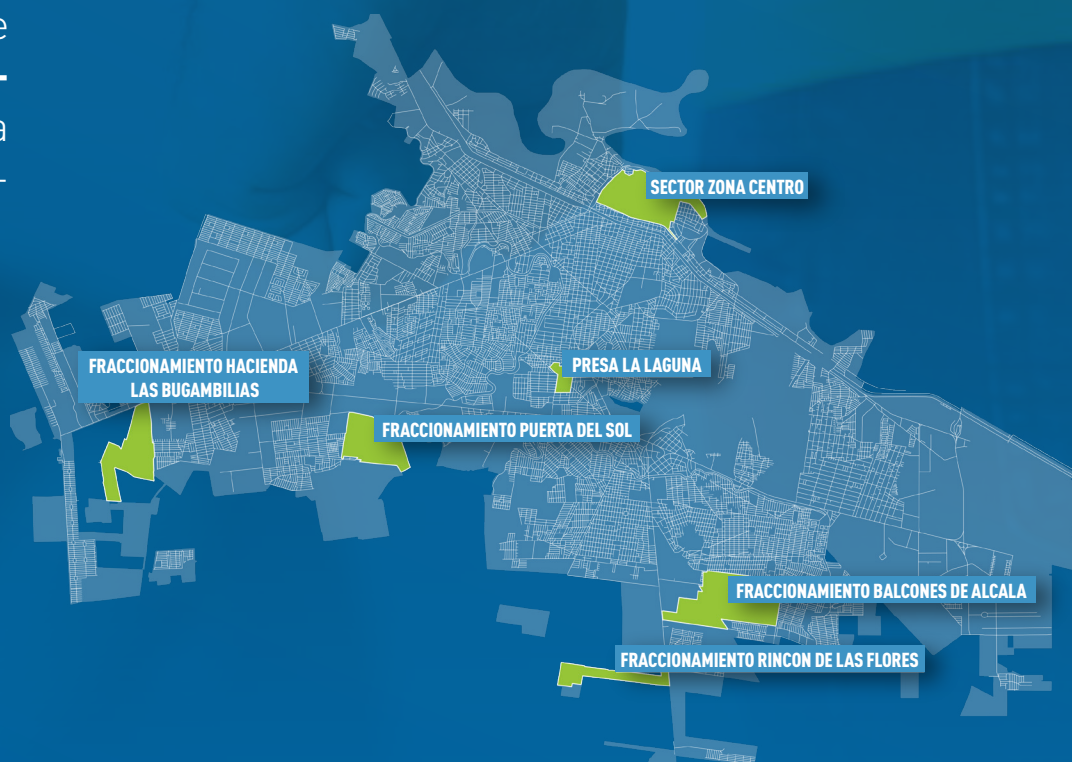 e
a
SECTOR ZONA CENTRO
FRACCIONAMIENTO HACIENDA
LAS BUGAMBILIAS
PRESA LA LAGUNA
FRACCIONAMIENTO PUERTA DEL SOL
FRACCIONAMIENTO BALCONES DE ALCALA
FRACCIONAMIENTO RINCON DE LAS FLORES